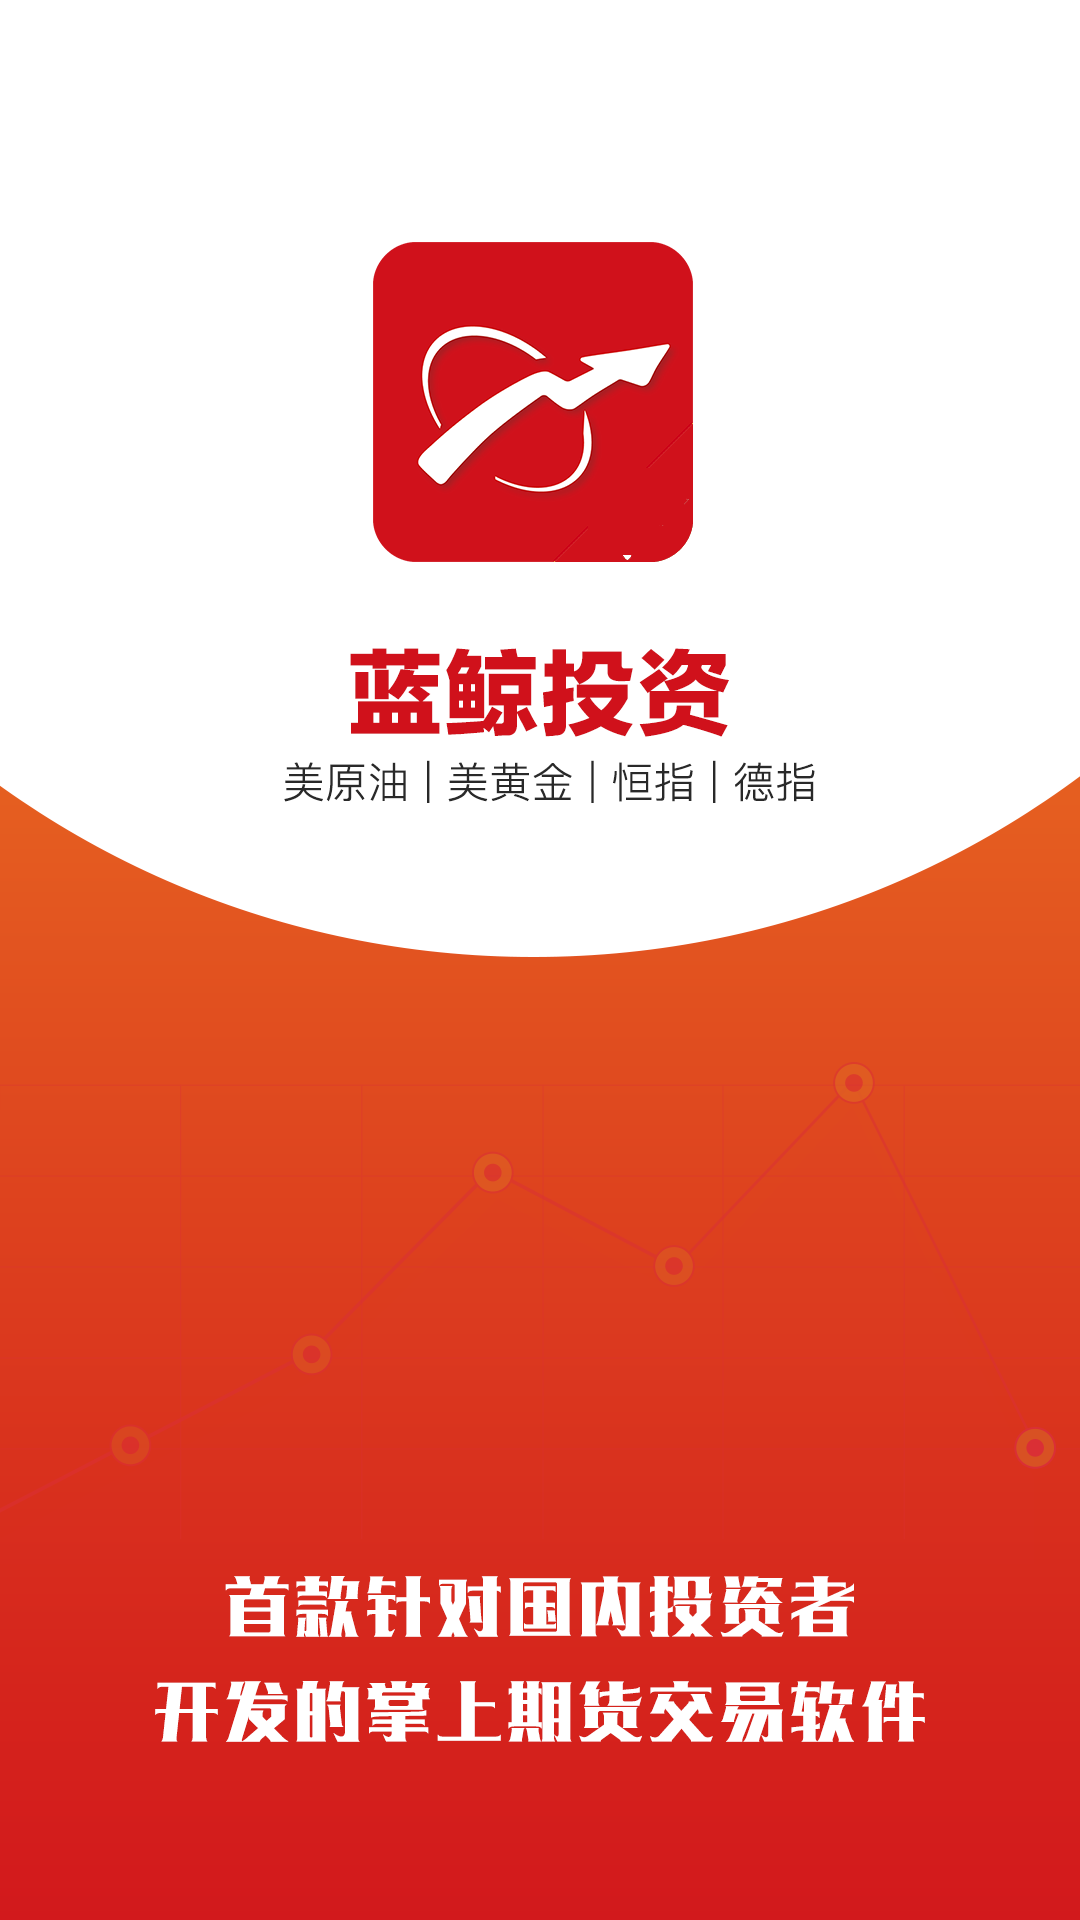 蓝鲸投资
美原油 | 美黄金 | 恒指 | 德指
首款针对国内投资者
开发的掌上期货交易软件